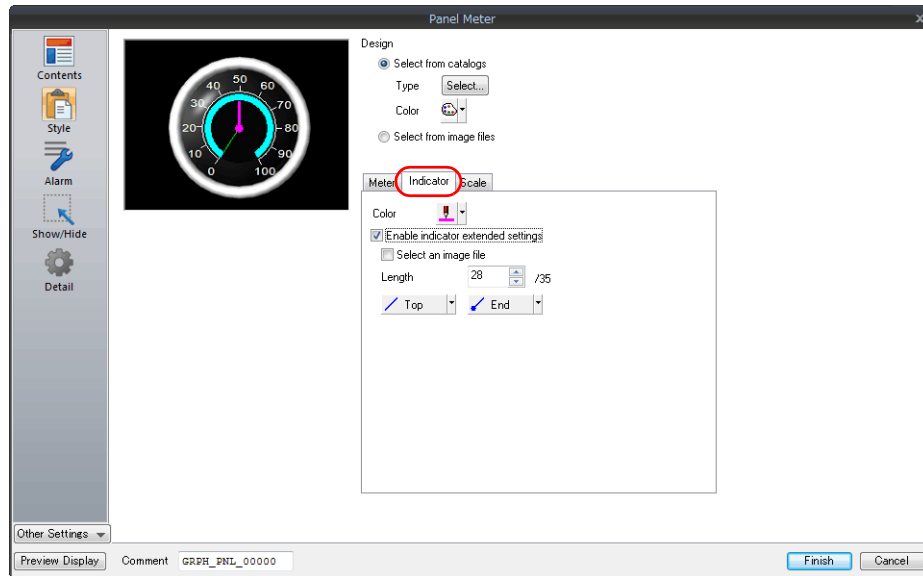 Panel Meter
x
Contents
Style
Alarm
Show/Hide
Detail
Other Settings
40 50 60
30 70
20 80
10 90
0 100
Design
Select from catalogs
Type Select...
Color
Select from image files
Meter Indicator Scale
Color
Enable indicator extended settings
Select an image file
Length 28 /35
Top End
Preview Display Comment GRPH_PNL_00000 Finish Cancel